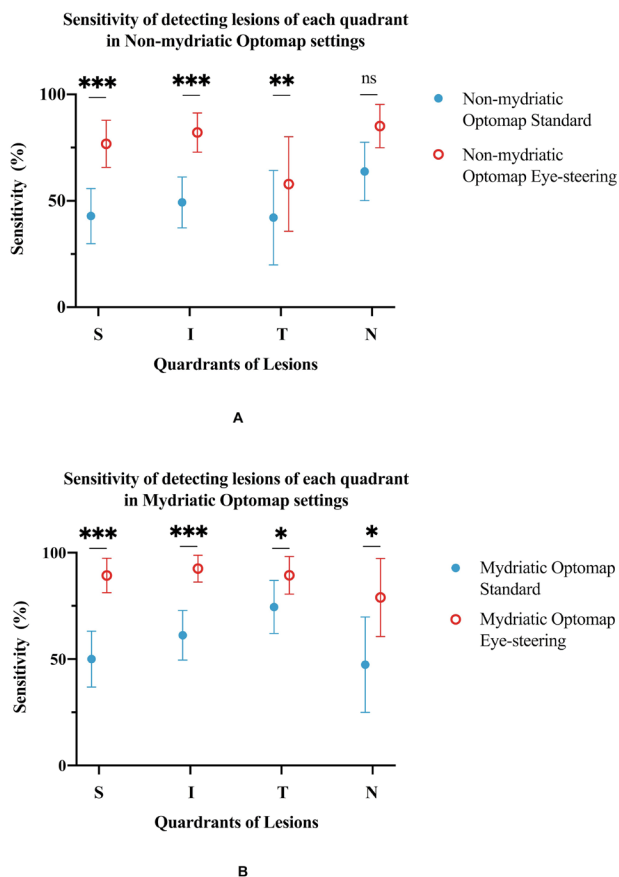 Sensitivity of detecting lesions of each quadrant
in Non-mydriatic Optomap settings
✱✱✱ ✱✱✱ ✱✱ ns
100
50
0
Sensitivity (%)
S I T N
Quardrants of Lesions
Non-mydriatic
Optomap Standard
Non-mydriatic
Optomap Eye-steering
A
Sensitivity of detecting lesions of each quadrant
in Mydriatic Optomap settings
✱✱✱ ✱✱✱ ✱ ✱
100
50
0
Sensitivity (%)
S I T N
Quardrants of Lesions
Mydriatic Optomap
Standard
Mydriatic Optomap
Eye-steering
B